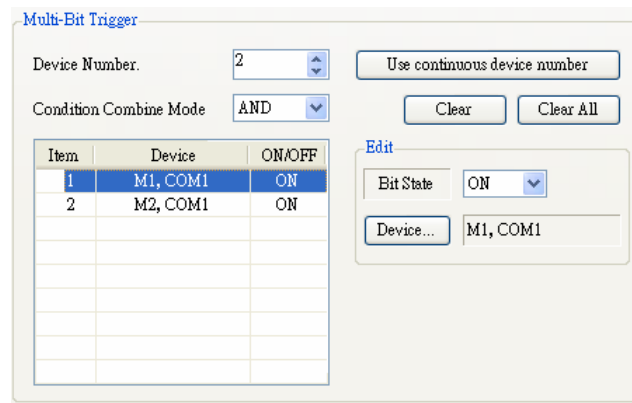 Multi-Bit Trigger
Device Number. 2 Use continuous device number
Condition Combine Mode AND Clear Clear All
Item Device ON/OFF
1 M1, COM1 ON
2 M2, COM1 ON
Edit
Bit State ON
Device... M1, COM1